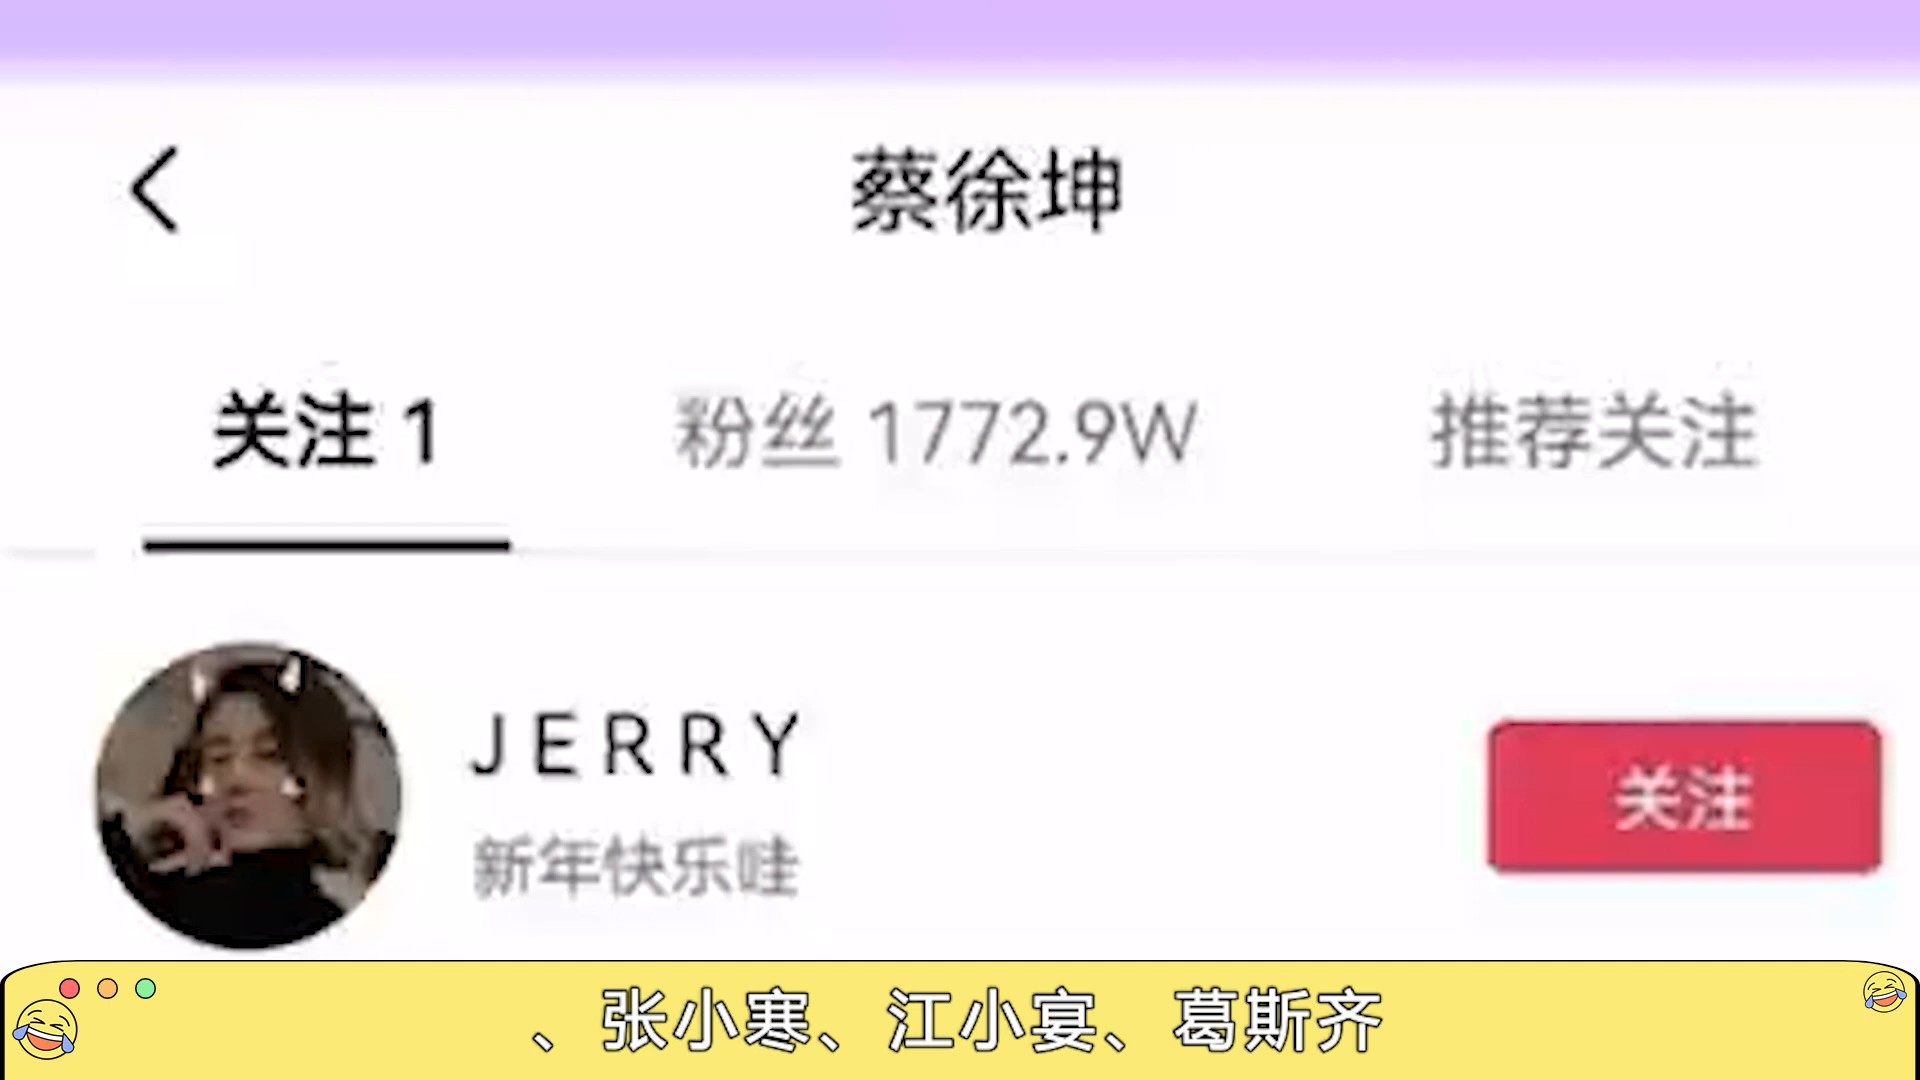 蔡徐坤
关注 1 粉丝 1772.9W 推荐关注
JERRY
新年快乐哇
关注
、张小寒、江小宴、葛斯齐